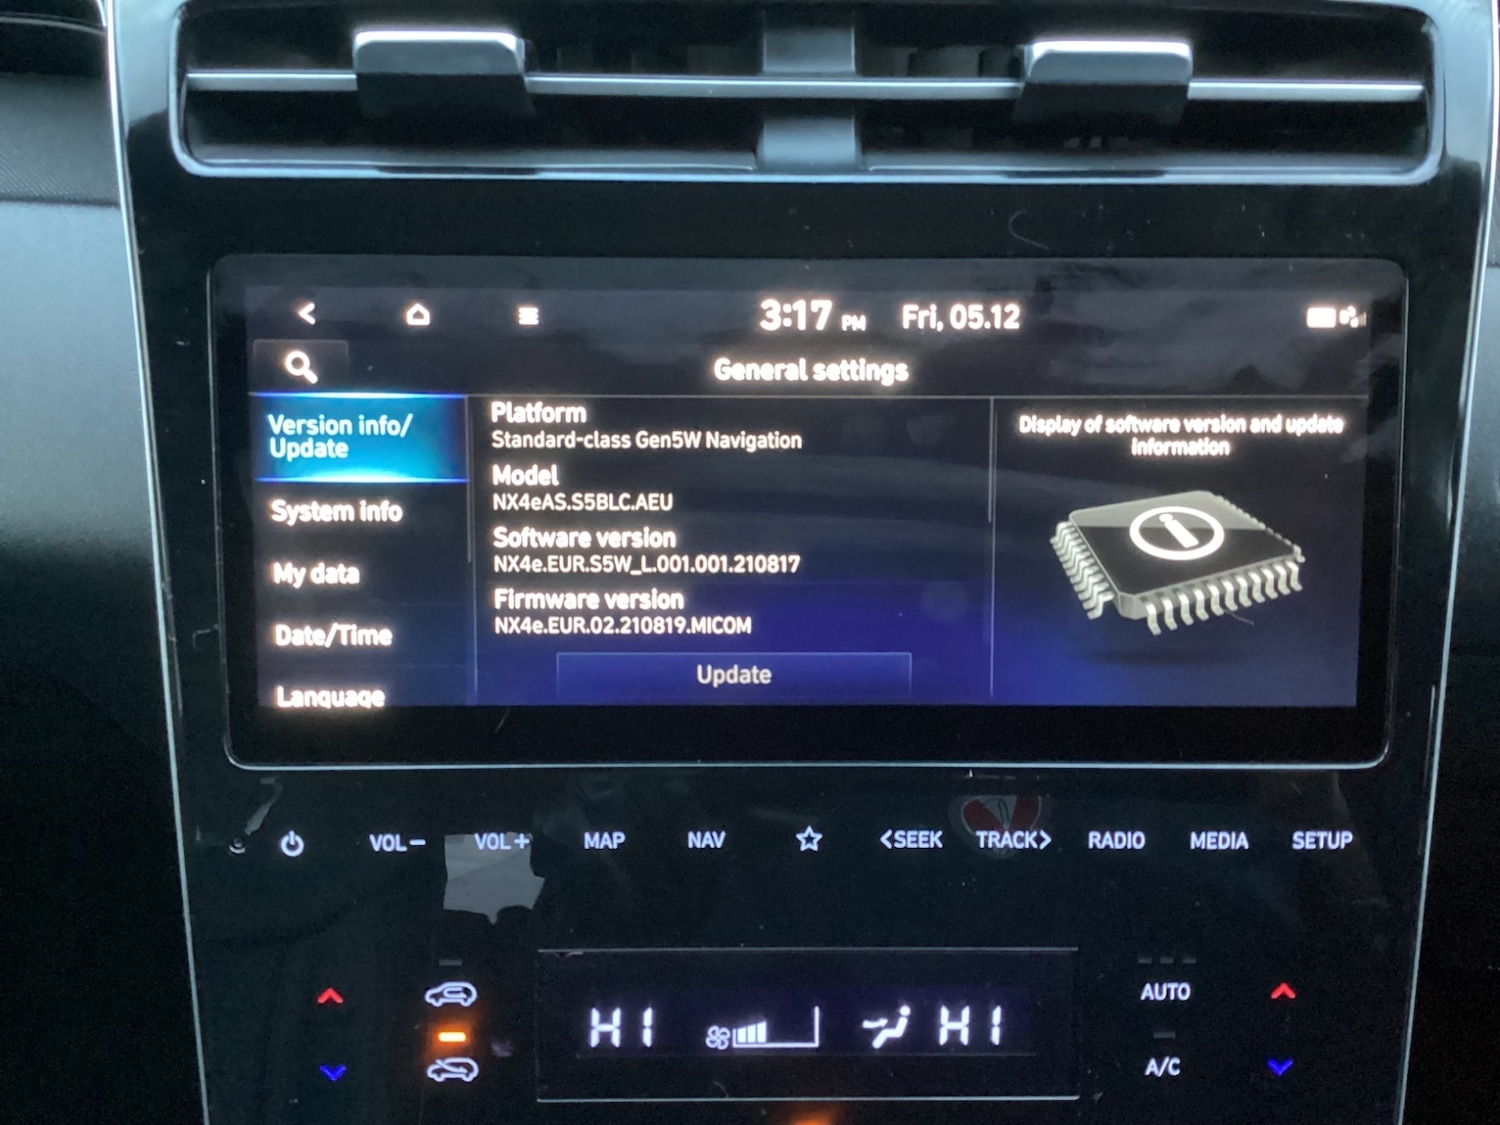 3:17 PM Fri, 05.12
General settings
Version info/
Update
System info
My data
Date/Time
Language
Platform
Standard-class Gen5W Navigation
Model
NX4eAS.S5BLC.AEU
Software version
NX4e.EUR.S5W_L.001.001.210817
Firmware version
NX4e.EUR.02.210819.MICOM
Update
Display of software version and update
information
VOL− VOL+ MAP NAV <SEEK TRACK> RADIO MEDIA SETUP
HI HI
AUTO
A/C